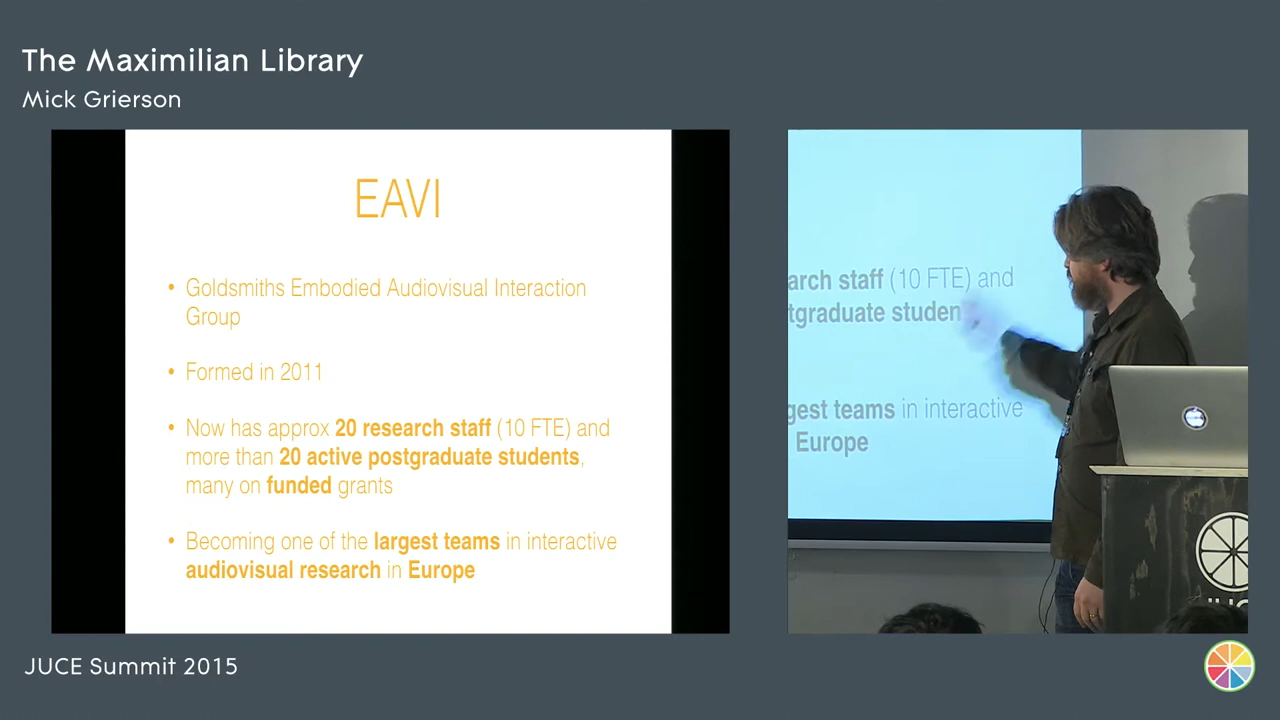 The Maximilian Library
Mick Grierson
EAVI
• Goldsmiths Embodied Audiovisual Interaction
Group
• Formed in 2011
• Now has approx 20 research staff (10 FTE) and
more than 20 active postgraduate students,
many on funded grants
• Becoming one of the largest teams in interactive
audiovisual research in Europe
arch staff (10 FTE) and
tgraduate studen
gest teams in interactive
Europe
JUCE Summit 2015